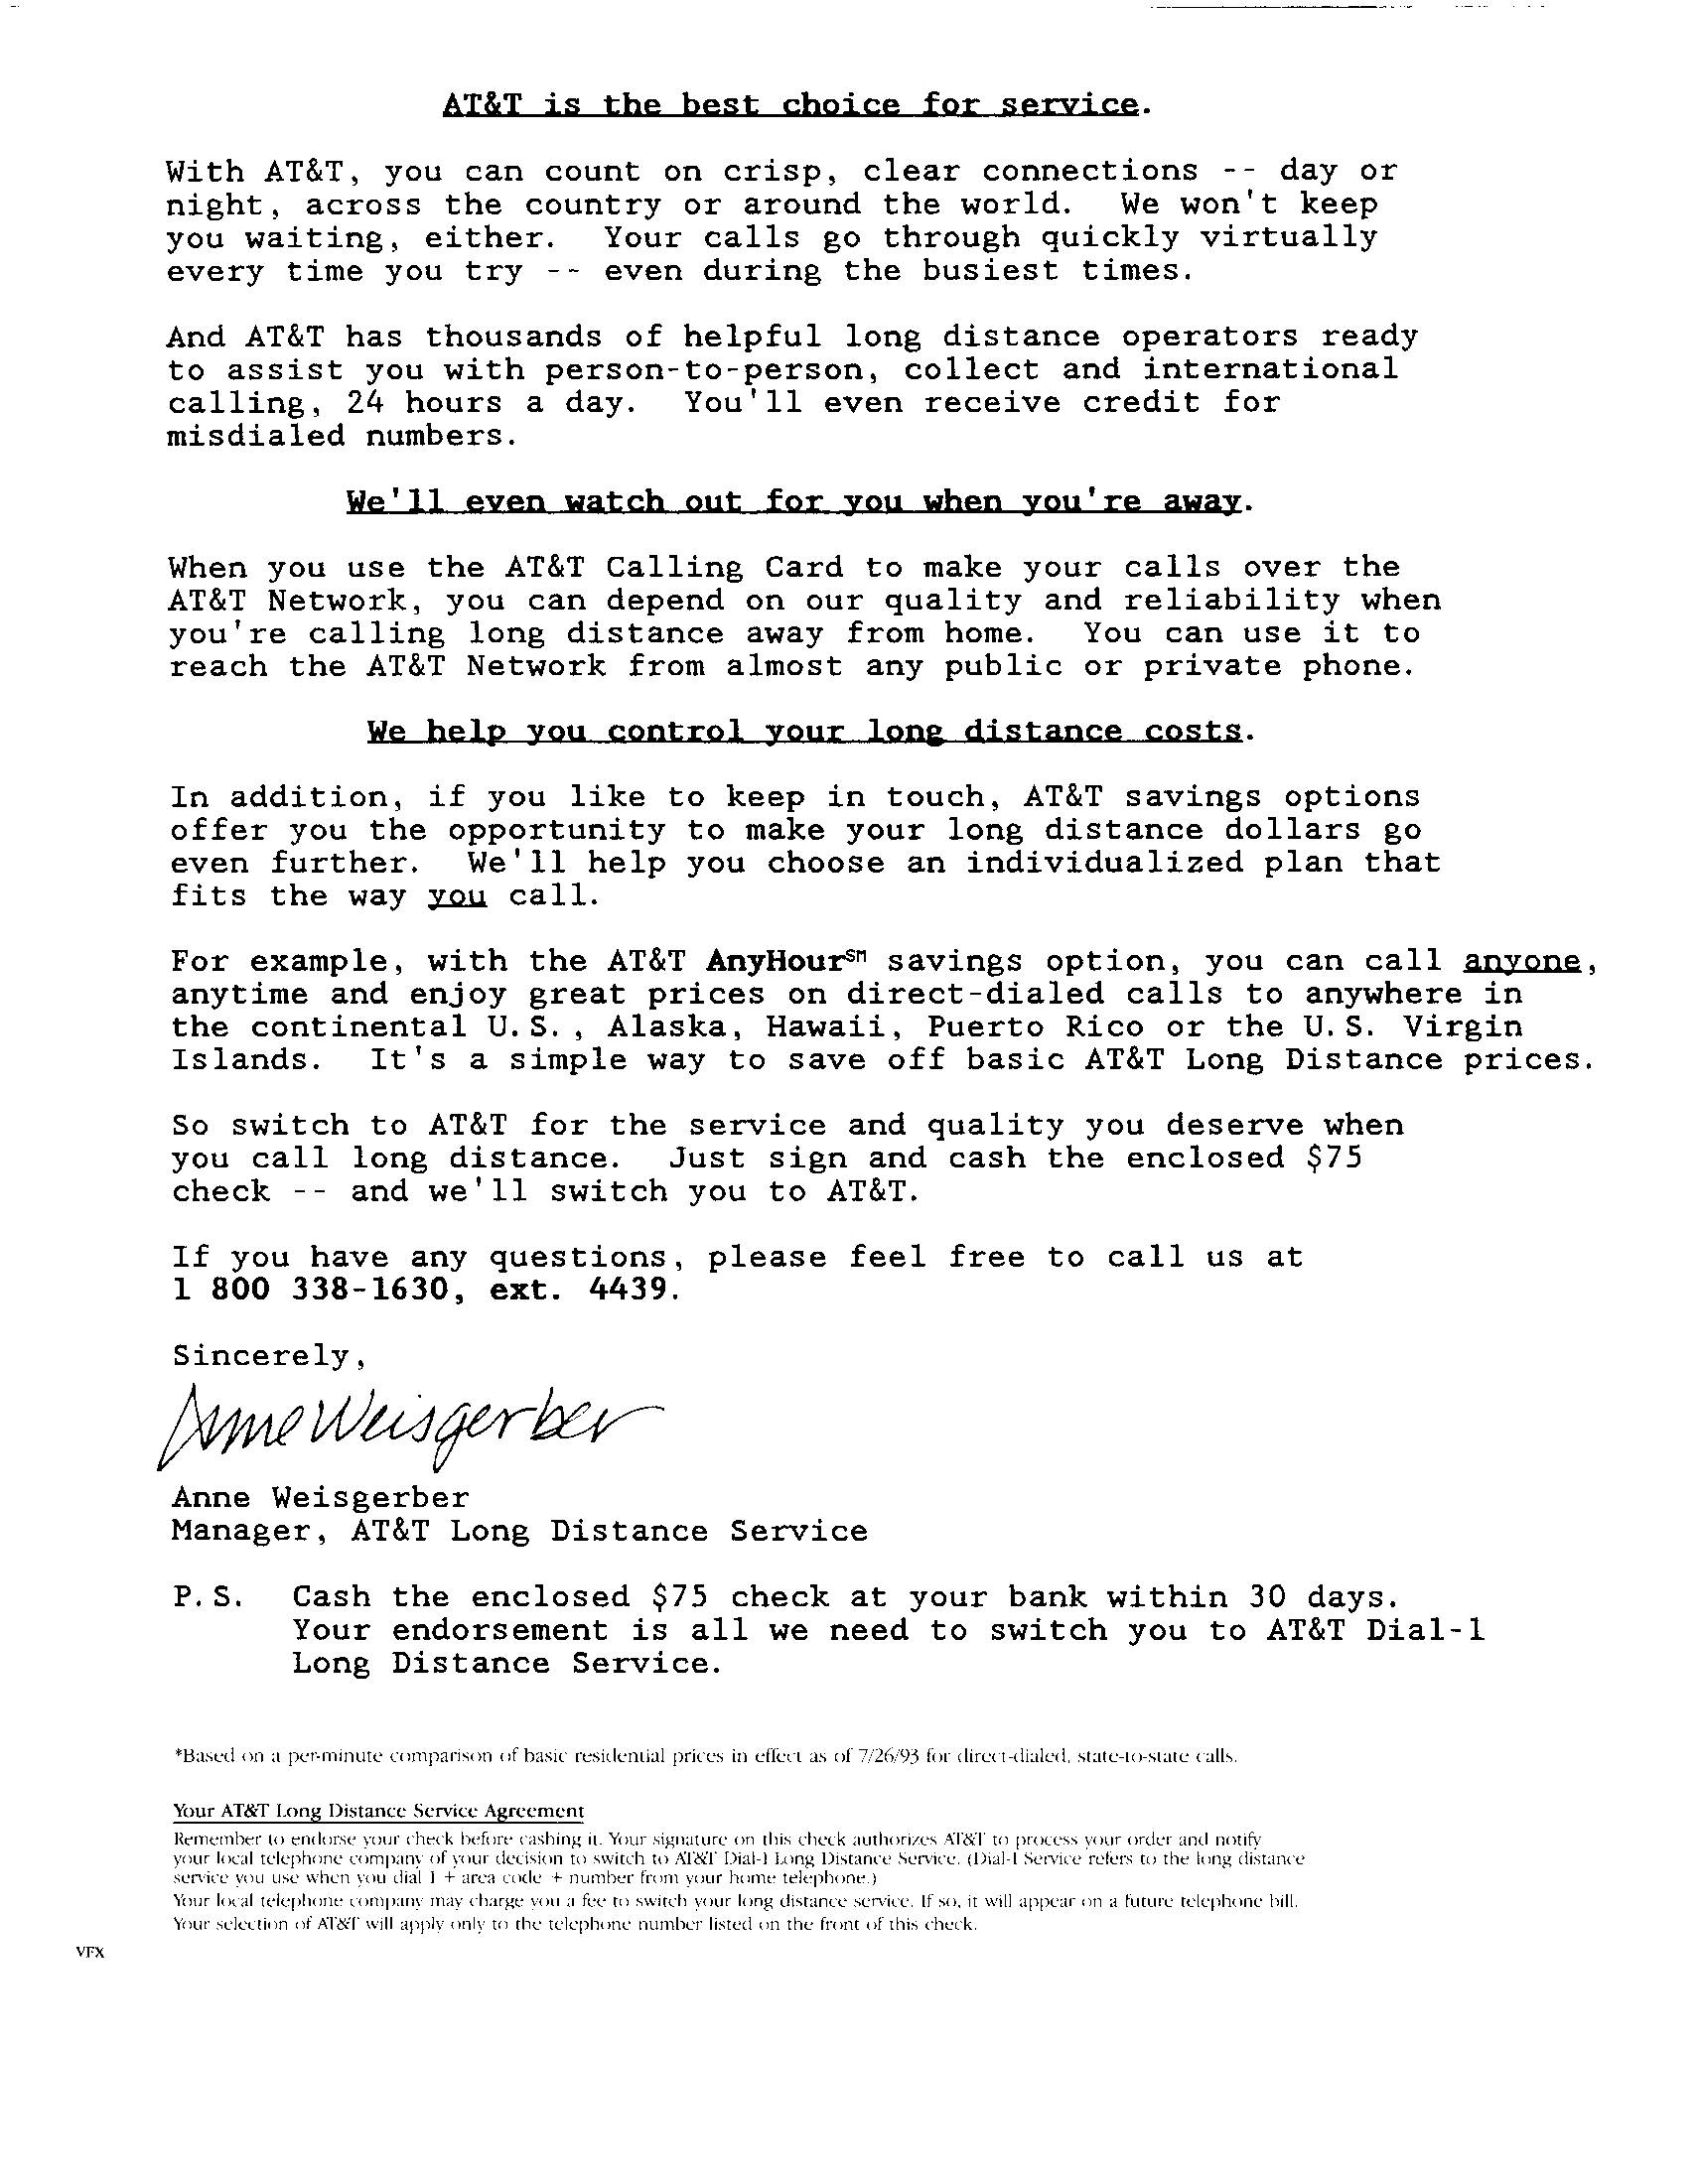 AT&T is the best choice for service.
With AT&T, you can count on crisp, clear connections -- day or
night, across the country or around the world.  We won't keep
you waiting, either.  Your calls go through quickly virtually
every time you try -- even during the busiest times.
And AT&T has thousands of helpful long distance operators ready
to assist you with person-to-person, collect and international
calling, 24 hours a day.  You'll even receive credit for
misdialed numbers.
We'll even watch out for you when you're away.
When you use the AT&T Calling Card to make your calls over the
AT&T Network, you can depend on our quality and reliability when
you're calling long distance away from home.  You can use it to
reach the AT&T Network from almost any public or private phone.
We help you control your long distance costs.
In addition, if you like to keep in touch, AT&T savings options
offer you the opportunity to make your long distance dollars go
even further.  We'll help you choose an individualized plan that
fits the way you call.
For example, with the AT&T AnyHour℠ savings option, you can call anyone,
anytime and enjoy great prices on direct-dialed calls to anywhere in
the continental U.S., Alaska, Hawaii, Puerto Rico or the U.S. Virgin
Islands.  It's a simple way to save off basic AT&T Long Distance prices.
So switch to AT&T for the service and quality you deserve when
you call long distance.  Just sign and cash the enclosed $75
check -- and we'll switch you to AT&T.
If you have any questions, please feel free to call us at
1 800 338-1630, ext. 4439.
Sincerely,
Anne Weisgerber
Anne Weisgerber
Manager, AT&T Long Distance Service
P.S.  Cash the enclosed $75 check at your bank within 30 days.
Your endorsement is all we need to switch you to AT&T Dial-1
Long Distance Service.
*Based on a per-minute comparison of basic residential prices in effect as of 7/26/93 for direct-dialed, state-to-state calls.
Your AT&T Long Distance Service Agreement
Remember to endorse your check before cashing it. Your signature on this check authorizes AT&T to process your order and notify
your local telephone company of your decision to switch to AT&T Dial-1 Long Distance Service. (Dial-1 Service refers to the long distance
service you use when you dial 1 + area code + number from your home telephone.)
Your local telephone company may charge you a fee to switch your long distance service. If so, it will appear on a future telephone bill.
Your selection of AT&T will apply only to the telephone number listed on the front of this check.
VFX